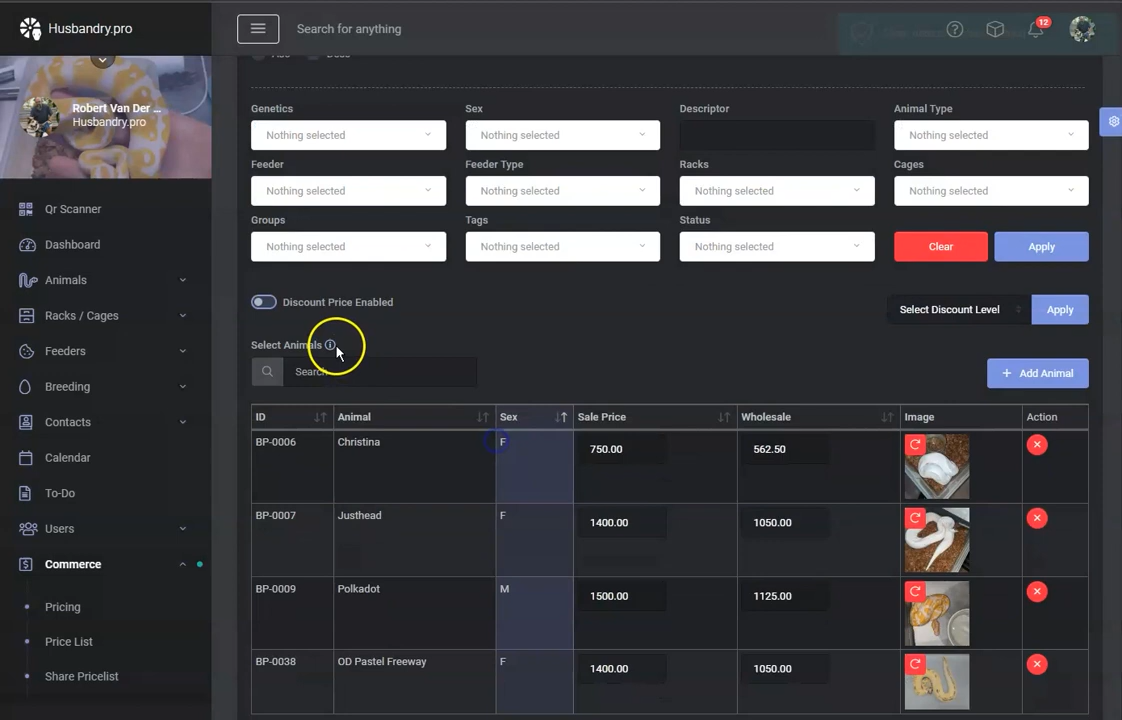 Husbandry.pro
Search for anything
12
Robert Van Der ...
Husbandry.pro
Qr Scanner
Dashboard
Animals
Racks / Cages
Feeders
Breeding
Contacts
Calendar
To-Do
Users
Commerce
Pricing
Price List
Share Pricelist
Genetics Sex Descriptor Animal Type
Nothing selected Nothing selected Nothing selected
Feeder Feeder Type Racks Cages
Nothing selected Nothing selected Nothing selected Nothing selected
Groups Tags Status
Nothing selected Nothing selected Nothing selected Clear Apply
Discount Price Enabled Select Discount Level Apply
Select Animals
Search + Add Animal
ID Animal Sex Sale Price Wholesale Image Action
BP-0006 Christina F 750.00 562.50
BP-0007 Justhead F 1400.00 1050.00
BP-0009 Polkadot M 1500.00 1125.00
BP-0038 OD Pastel Freeway F 1400.00 1050.00